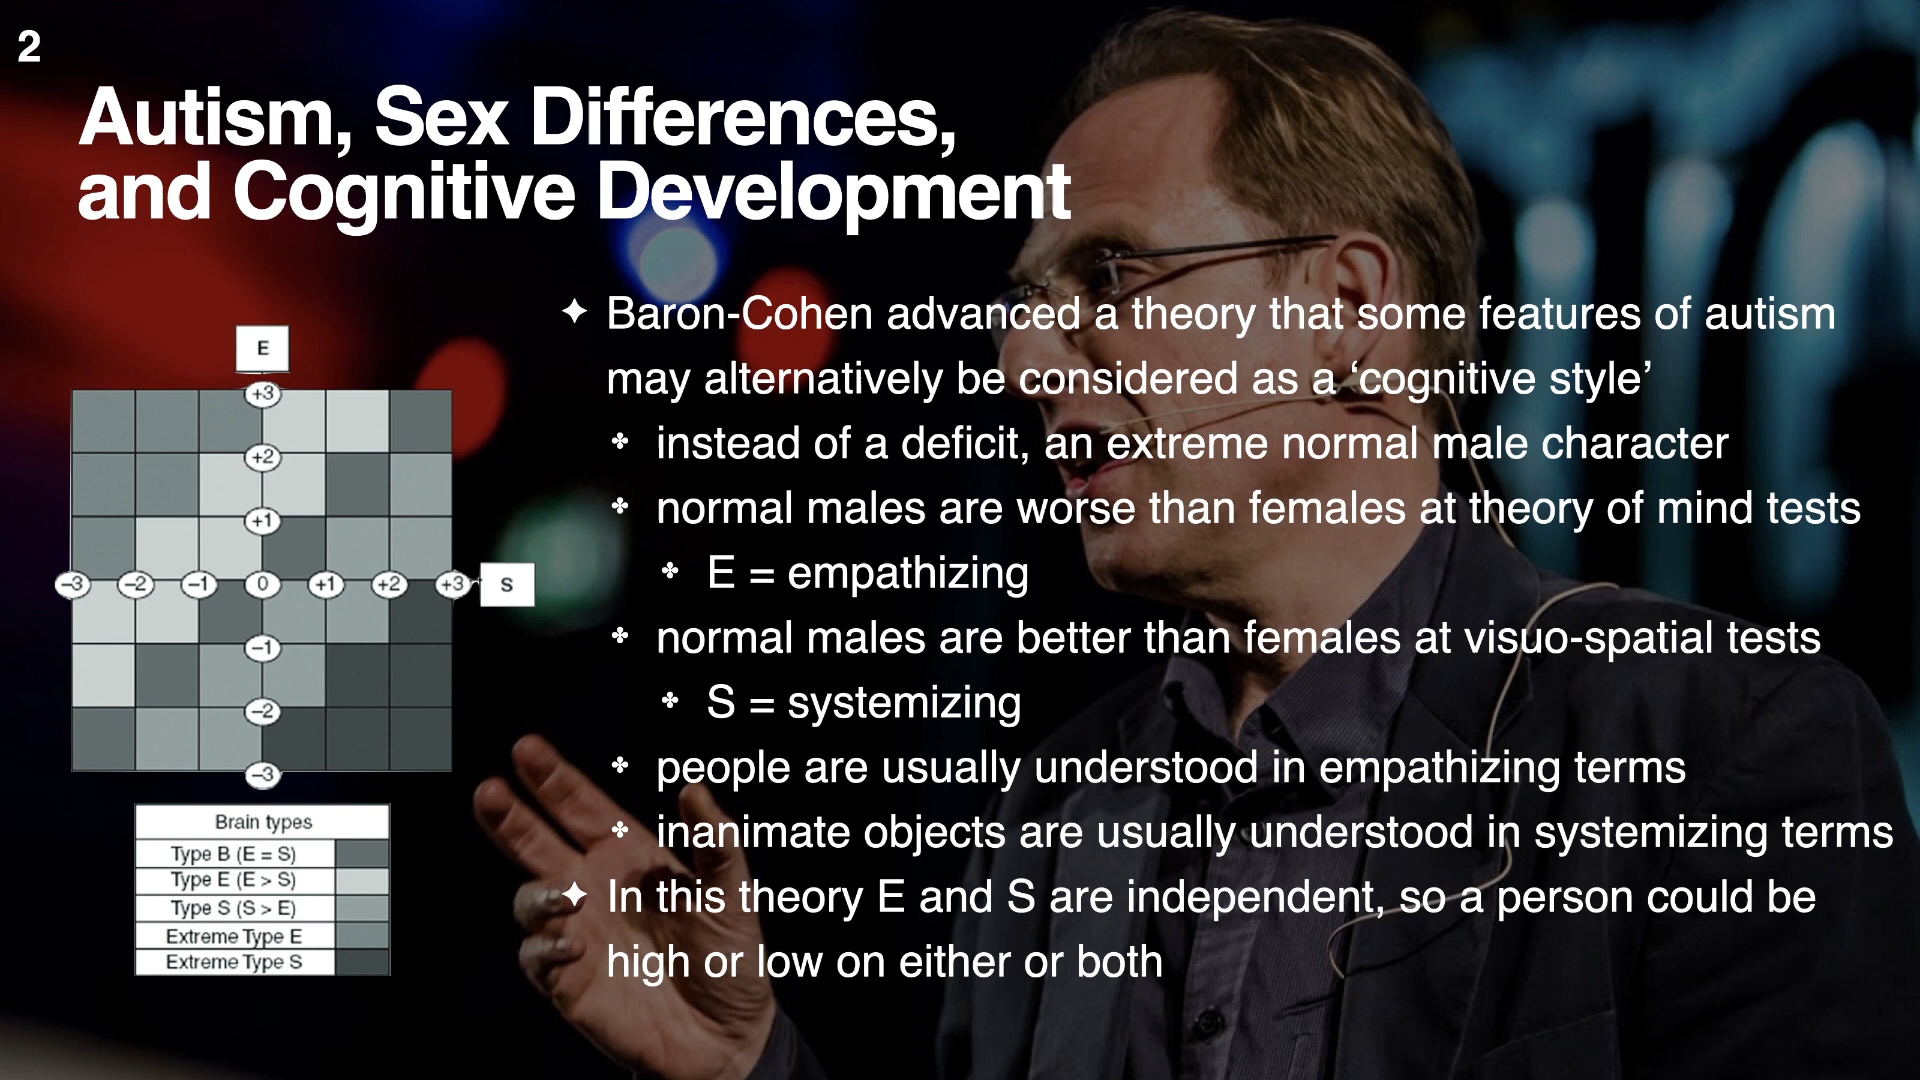 2
Autism, Sex Differences,
and Cognitive Development
✦ Baron-Cohen advanced a theory that some features of autism
may alternatively be considered as a ‘cognitive style’
✤ instead of a deficit, an extreme normal male character
✤ normal males are worse than females at theory of mind tests
✤ E = empathizing
✤ normal males are better than females at visuo-spatial tests
✤ S = systemizing
✤ people are usually understood in empathizing terms
✤ inanimate objects are usually understood in systemizing terms
✦ In this theory E and S are independent, so a person could be
high or low on either or both
E
+3
+2
+1
–3 –2 –1 0 +1 +2 +3 S
–1
–2
–3
Brain types
Type B (E = S)
Type E (E > S)
Type S (S > E)
Extreme Type E
Extreme Type S